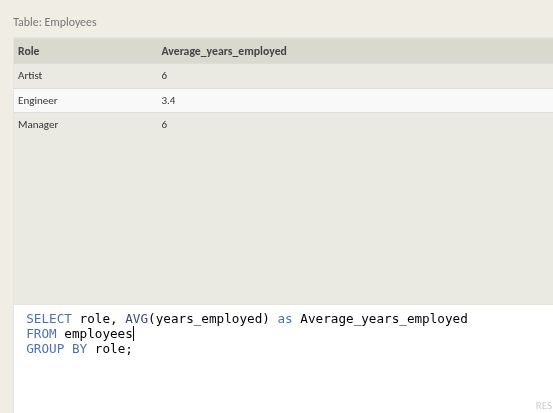 Table: Employees
Role Average_years_employed
Artist 6
Engineer 3.4
Manager 6
SELECT role, AVG(years_employed) as Average_years_employed
FROM employees
GROUP BY role;
RES